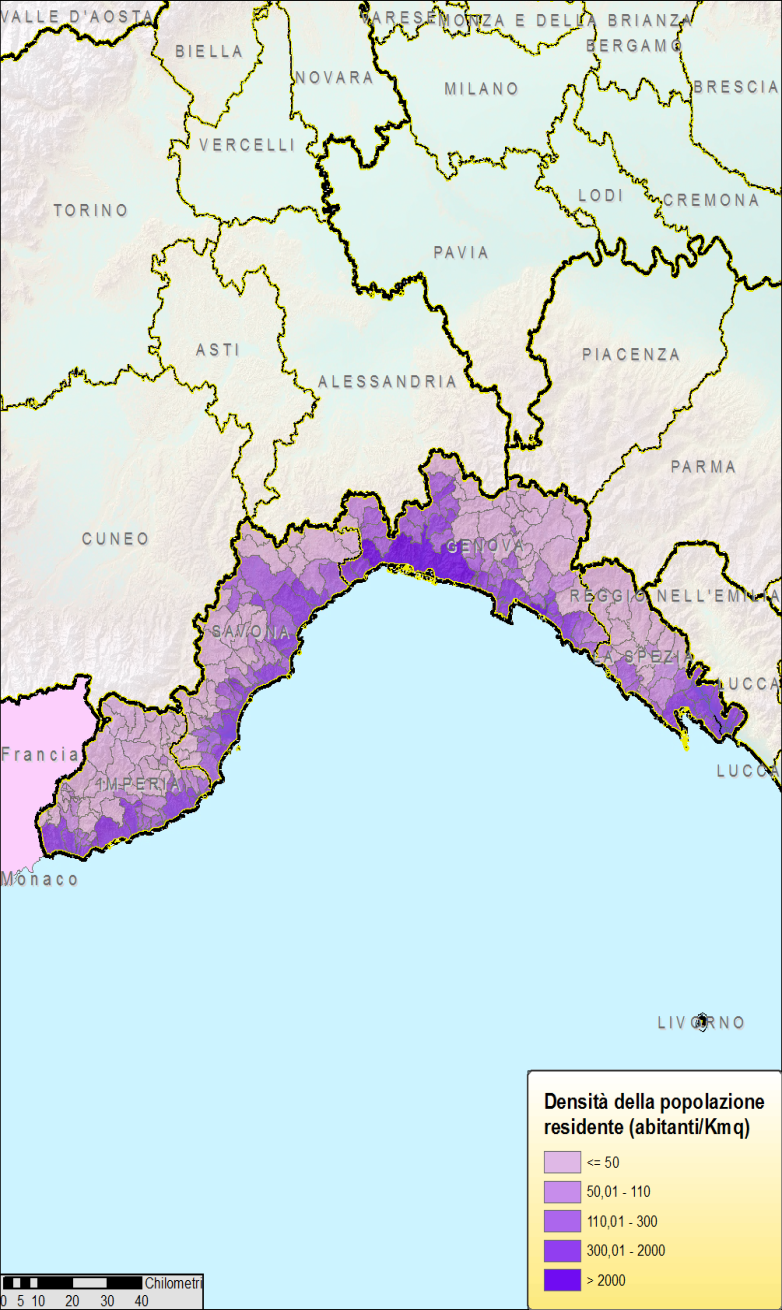 VALLE D'AOSTA
VARESE
MONZA E DELLA BRIANZA
BIELLA
BERGAMO
NOVARA
MILANO
BRESCIA
VERCELLI
LODI
CREMONA
TORINO
PAVIA
ASTI
PIACENZA
ALESSANDRIA
PARMA
CUNEO
GENOVA
REGGIO NELL'EMILIA
SAVONA
LA SPEZIA
LUCCA
Francia
LUCCA
IMPERIA
Monaco
LIVORNO
Densità della popolazione
residente (abitanti/Kmq)
<= 50
50,01 - 110
110,01 - 300
300,01 - 2000
> 2000
Chilometri
0 5 10 20 30 40